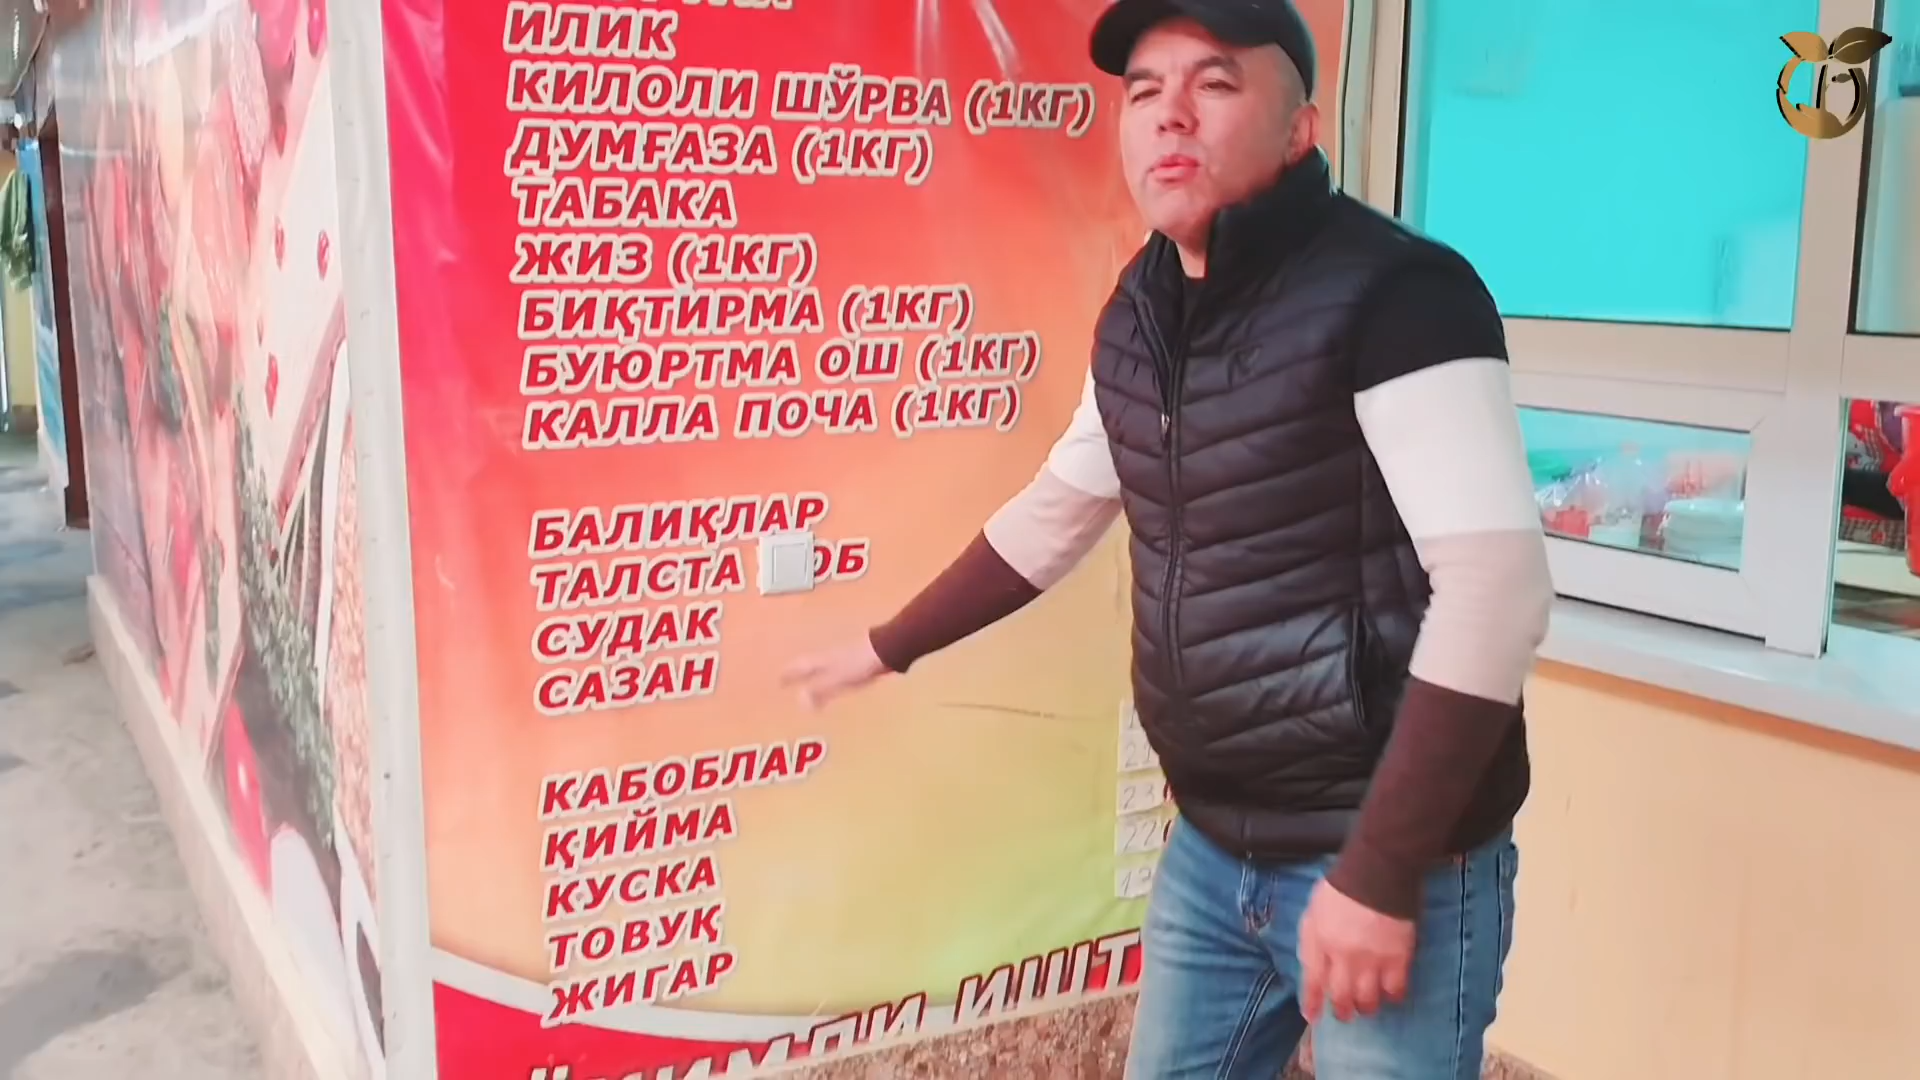 ИЛИК
КИЛОЛИ ШЎРВА (1КГ)
ДУМҒАЗА (1КГ)
ТАБАКА
ЖИЗ (1КГ)
БИҚТИРМА (1КГ)
БУЮРТМА ОШ (1КГ)
КАЛЛА ПОЧА (1КГ)
БАЛИҚЛАР
ТАЛСТА
СУДАК
САЗАН
КАБОБЛАР
ҚИЙМА
КУСКА
ТОВУҚ
ЖИГАР